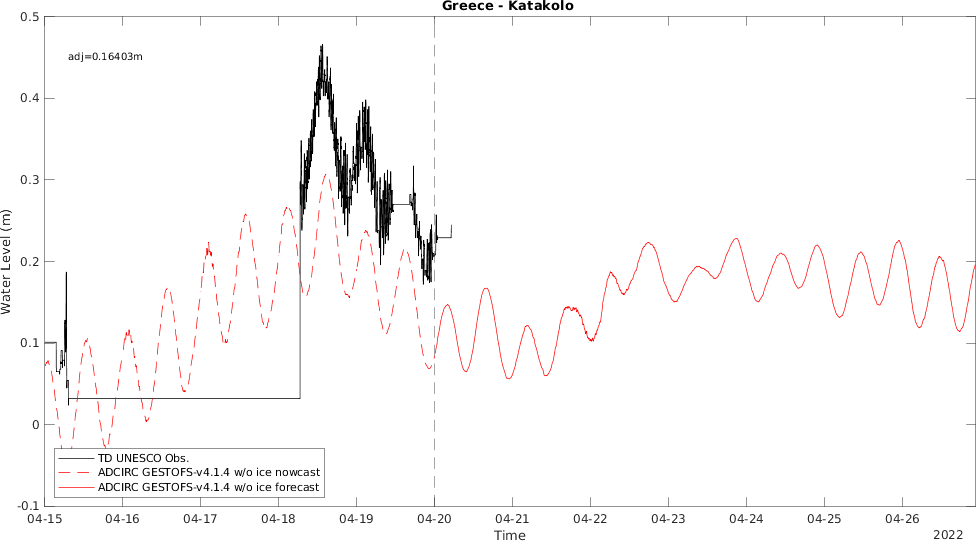 Greece - Katakolo
adj=0.16403m
0.5
0.4
0.3
0.2
0.1
0
-0.1
Water Level (m)
TD UNESCO Obs.
ADCIRC GESTOFS-v4.1.4 w/o ice nowcast
ADCIRC GESTOFS-v4.1.4 w/o ice forecast
04-15 04-16 04-17 04-18 04-19 04-20 04-21 04-22 04-23 04-24 04-25 04-26
Time
2022